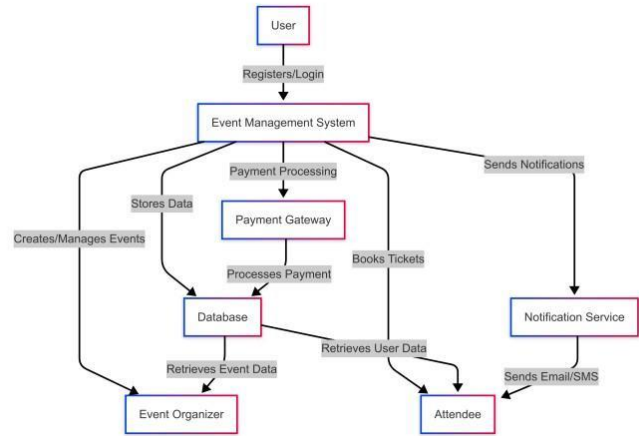 User
Registers/Login
Event Management System
Payment Processing
Sends Notifications
Stores Data
Payment Gateway
Creates/Manages Events
Books Tickets
Processes Payment
Database
Notification Service
Retrieves User Data
Retrieves Event Data
Sends Email/SMS
Event Organizer
Attendee